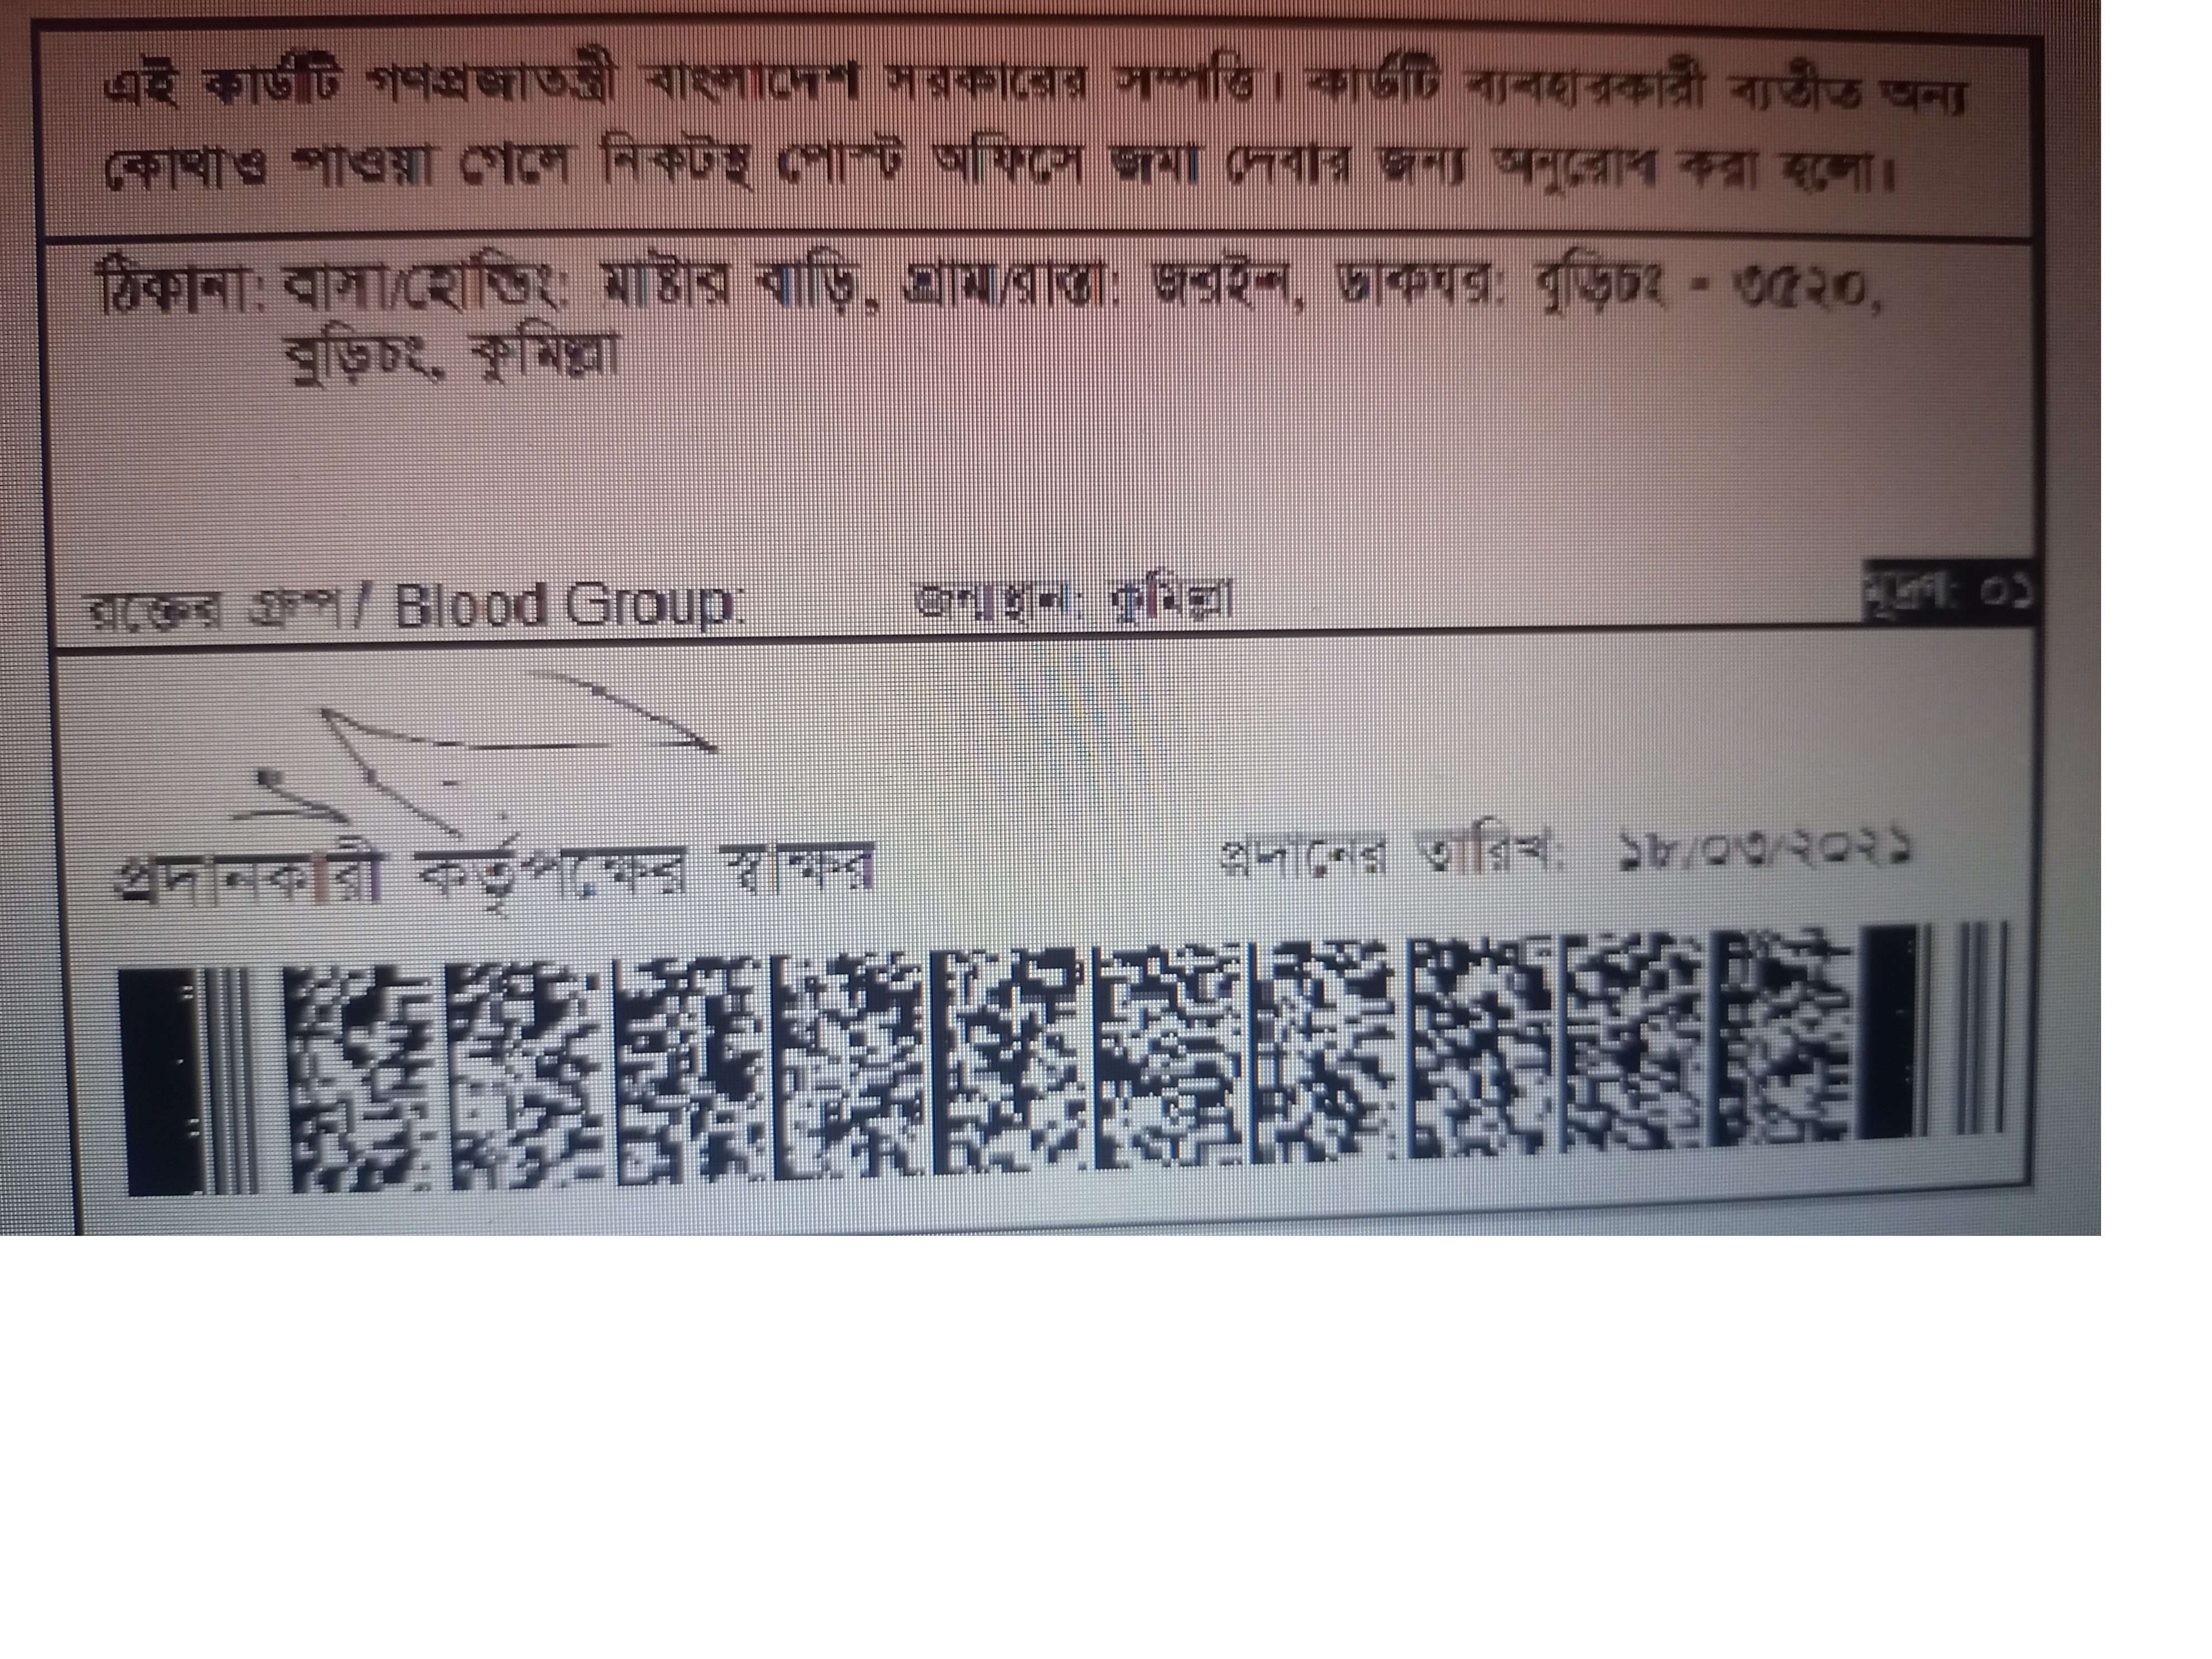 এই কার্ডটি গণপ্রজাতন্ত্রী বাংলাদেশ সরকারের সম্পত্তি। কার্ডটি ব্যবহারকারী ব্যতীত অন্য
কোথাও পাওয়া গেলে নিকটস্থ পোস্ট অফিসে জমা দেবার জন্য অনুরোধ করা হলো।
ঠিকানা: বাসা/হোল্ডিং: মাষ্টার বাড়ি, গ্রাম/রাস্তা: জরইন, ডাকঘর: বুড়িচং - ৩৫২০,
বুড়িচং, কুমিল্লা
রক্তের গ্রুপ / Blood Group: জন্মস্থান: কুমিল্লা মুদ্রণ: ০১
প্রদানকারী কর্তৃপক্ষের স্বাক্ষর প্রদানের তারিখ: ১৮/০৩/২০২১